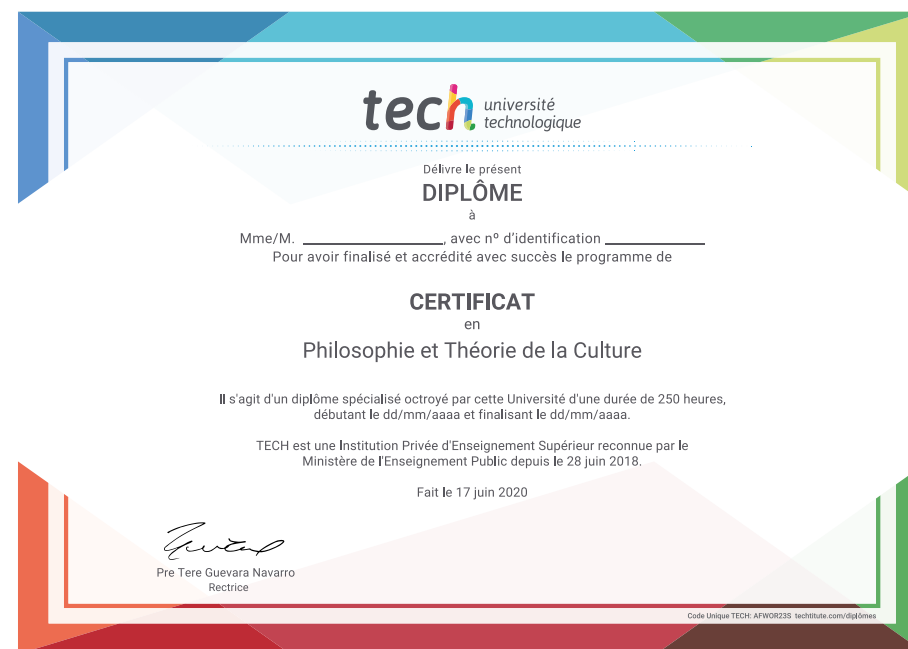 tech université
technologique
Délivre le présent
DIPLÔME
à
Mme/M. ____________________, avec nº d'identification ______________
Pour avoir finalisé et accrédité avec succès le programme de
CERTIFICAT
en
Philosophie et Théorie de la Culture
Il s'agit d'un diplôme spécialisé octroyé par cette Université d'une durée de 250 heures,
débutant le dd/mm/aaaa et finalisant le dd/mm/aaaa.
TECH est une Institution Privée d'Enseignement Supérieur reconnue par le
Ministère de l'Enseignement Public depuis le 28 juin 2018.
Fait le 17 juin 2020
Pre Tere Guevara Navarro
Rectrice
Code Unique TECH: AFWOR23S techtitute.com/diplômes